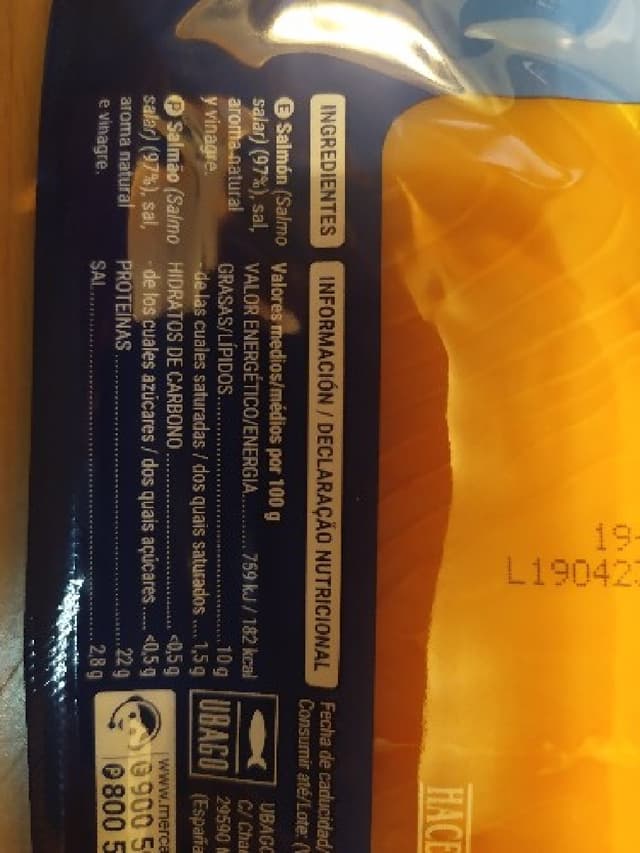 INGREDIENTES
E Salmón (Salmo
salar) (97%), sal,
aroma natural
y vinagre.
P Salmão (Salmo
salar) (97%), sal,
aroma natural
e vinagre.
INFORMACIÓN / DECLARAÇÃO NUTRICIONAL
Valores medios/médios por 100 g
VALOR ENERGÉTICO/ENERGIA.......... 759 kJ / 182 kcal
GRASAS/LÍPIDOS.......................... 10 g
- de las cuales saturadas / dos quais saturados.... 1,5 g
HIDRATOS DE CARBONO.......................... <0,5 g
- de los cuales azúcares / dos quais açúcares..... <0,5 g
PROTEÍNAS.......................... 22 g
SAL.......................... 2,8 g
Fecha de caducidad/
Consumir até/Lote:
UBAGO
UBAGO
C/
29590
(España
www.merca
900 5
800 5
19-
L190422
HACE